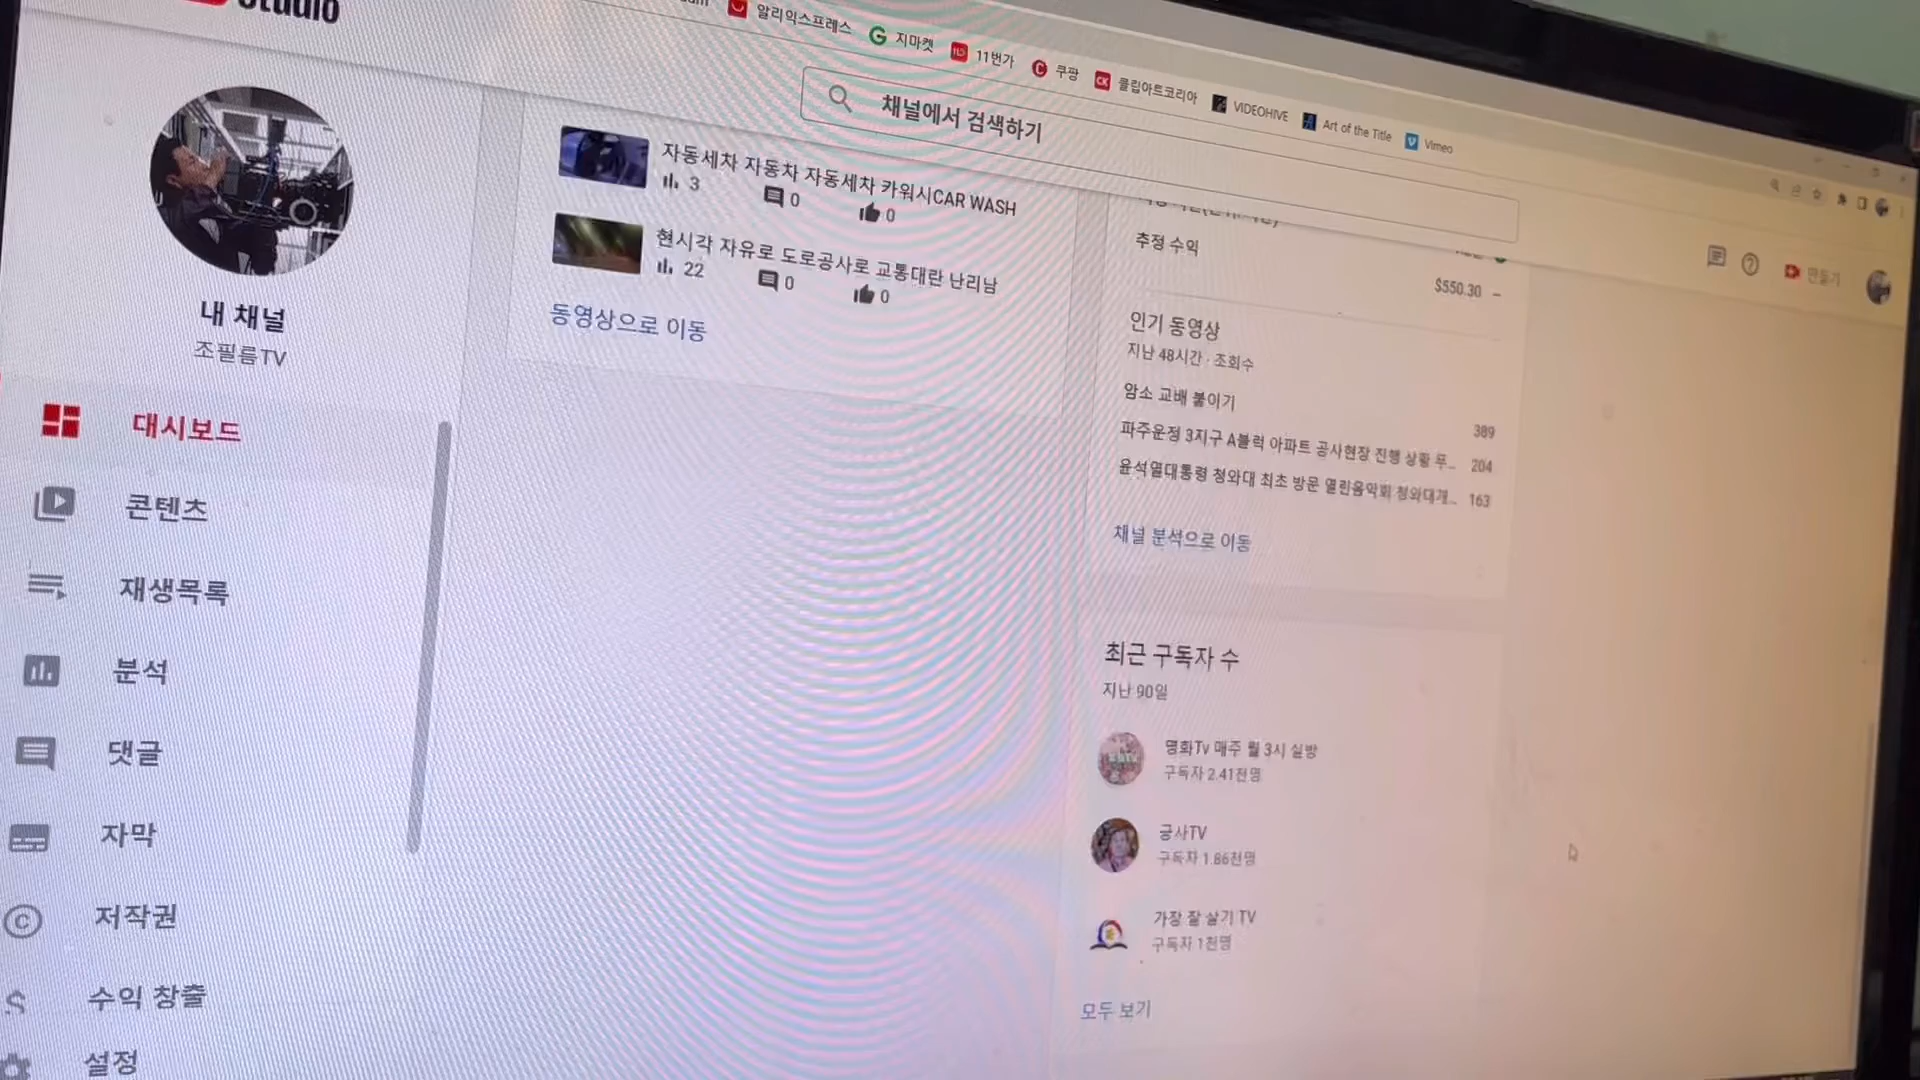 Studio
알리익스프레스
지마켓
11번가
쿠팡
클립아트코리아
VIDEOHIVE
Art of the Title
Vimeo
채널에서 검색하기
만들기
내 채널
조필름TV
대시보드
콘텐츠
재생목록
분석
댓글
자막
저작권
수익 창출
설정
자동세차 자동차 자동세차 카워시CAR WASH
3 0 0
현시각 자유로 도로공사로 교통대란 난리남
22 0 0
동영상으로 이동
추정 수익
$550.30 –
인기 동영상
지난 48시간 · 조회수
암소 교배 붙이기 389
파주운정 3지구 A블럭 아파트 공사현장 진행 상황 푸... 204
윤석열대통령 청와대 최초 방문 열린음악회 청와대개... 163
채널 분석으로 이동
최근 구독자 수
지난 90일
명화Tv 매주 월 3시 실방
구독자 2.41천명
궁사TV
구독자 1.86천명
가장 잘 살기 TV
구독자 1천명
모두 보기